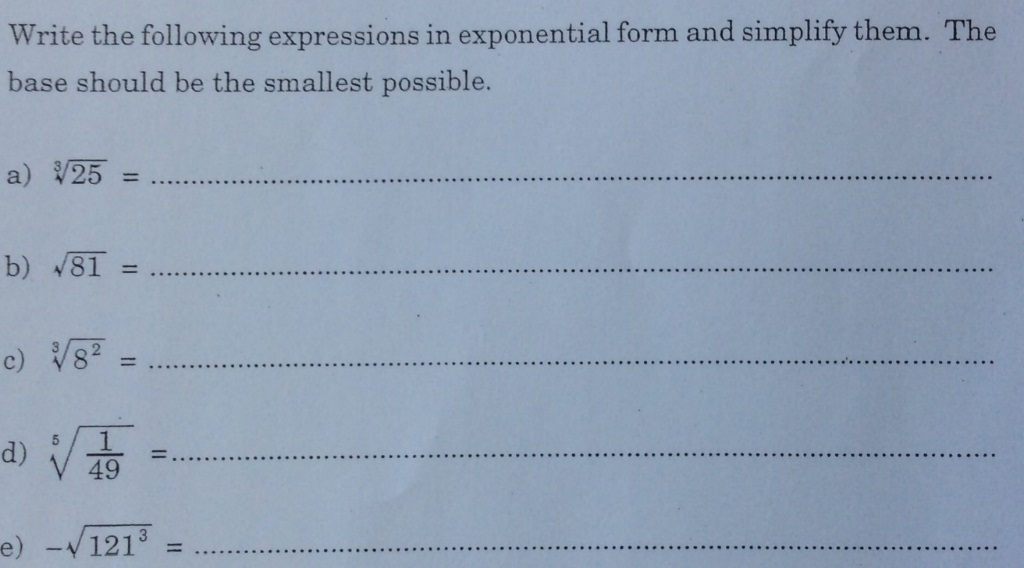 Write the following expressions in exponential form and simplify them. The
base should be the smallest possible.
a) ∛25 = ..........
b) √81 = ..........
c) ∛8² = ..........
d) ⁵√(1/49) = ..........
e) −√121³ = ..........